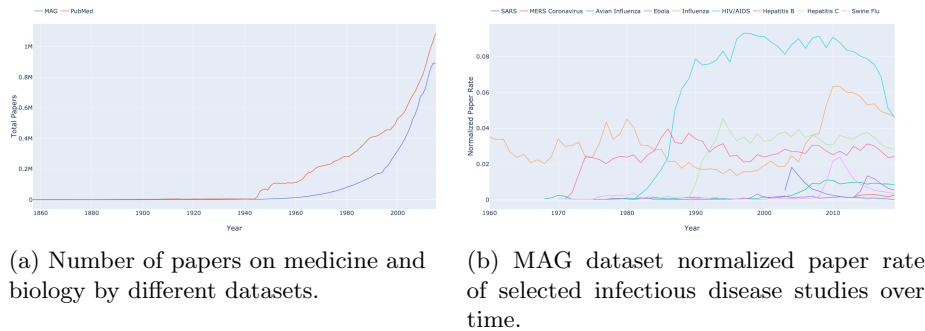 MAG PubMed
1M
0.8M
0.6M
0.4M
0.2M
0
Total Papers
1860 1880 1900 1920 1940 1960 1980 2000
Year
(a) Number of papers on medicine and
biology by different datasets.
SARS MERS Coronavirus Avian Influenza Ebola Influenza HIV/AIDS Hepatitis B Hepatitis C Swine Flu
0.08
0.06
0.04
0.02
0
Normalized Paper Rate
1960 1970 1980 1990 2000 2010
Year
(b) MAG dataset normalized paper rate
of selected infectious disease studies over
time.